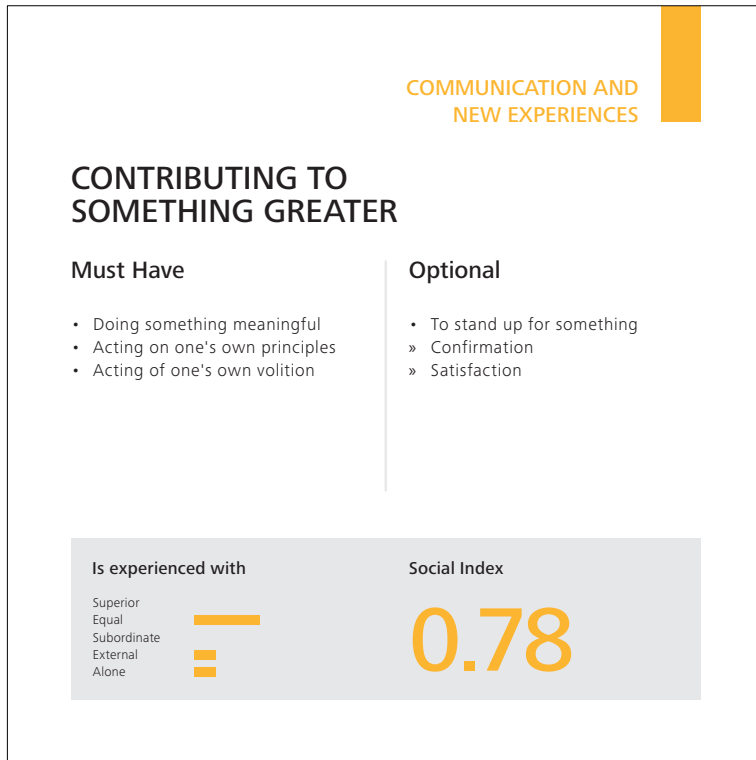 COMMUNICATION AND
NEW EXPERIENCES
CONTRIBUTING TO
SOMETHING GREATER
Must Have
• Doing something meaningful
• Acting on one's own principles
• Acting of one's own volition
Optional
• To stand up for something
» Confirmation
» Satisfaction
Is experienced with
Superior
Equal
Subordinate
External
Alone
Social Index
0.78